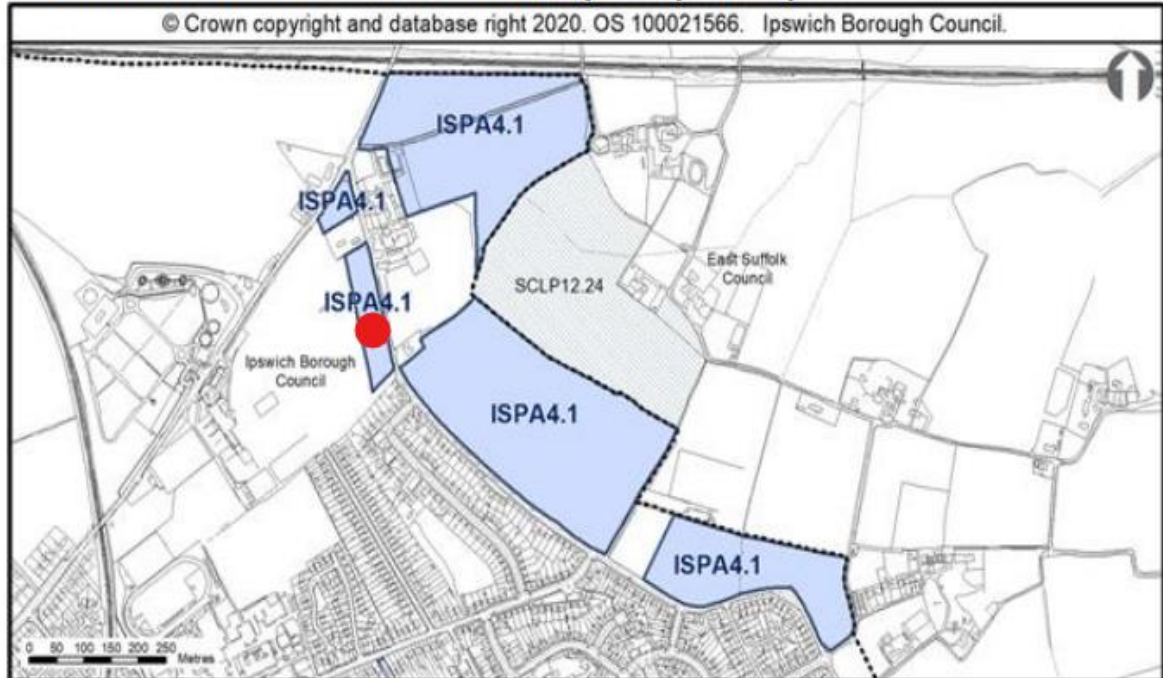 © Crown copyright and database right 2020. OS 100021566. Ipswich Borough Council.
ISPA4.1
ISPA4.1
East Suffolk
Council
SCLP12.24
ISPA4.1
Ipswich Borough
Council
ISPA4.1
ISPA4.1
0 50 100 150 200 250
Metres